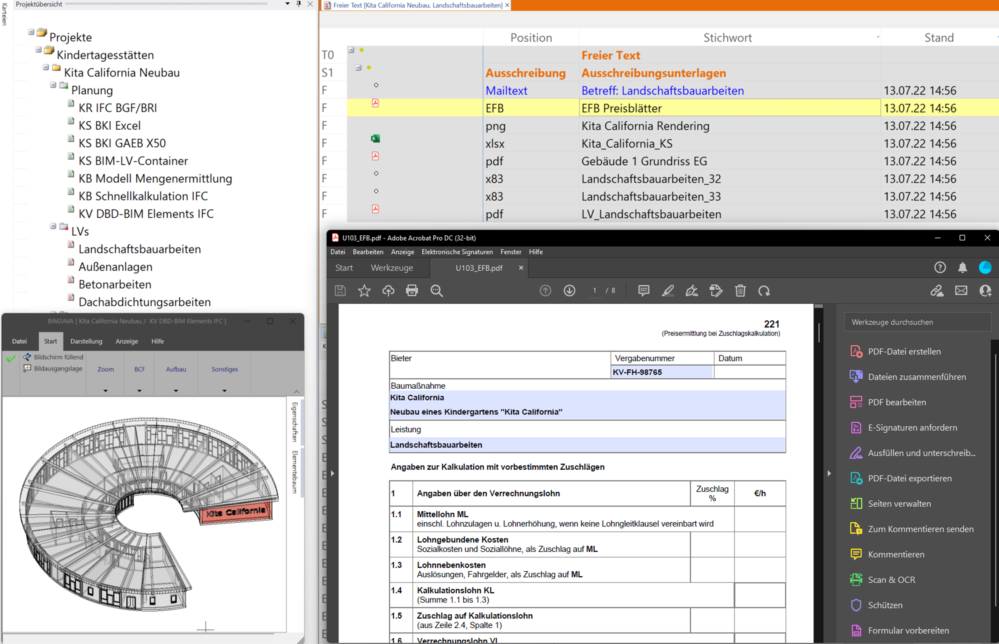 Karteien
Projektübersicht
Projekte
Kindertagesstätten
Kita California Neubau
Planung
KR IFC BGF/BRI
KS BKI Excel
KS BKI GAEB X50
KS BIM-LV-Container
KB Modell Mengenermittlung
KB Schnellkalkulation IFC
KV DBD-BIM Elements IFC
LVs
Landschaftsbauarbeiten
Außenanlagen
Betonarbeiten
Dachabdichtungsarbeiten
Freier Text [Kita California Neubau, Landschaftsbauarbeiten]
Position Stichwort Stand
T0 Freier Text
S1 Ausschreibung Ausschreibungsunterlagen
F Mailtext Betreff: Landschaftsbauarbeiten 13.07.22 14:56
F EFB EFB Preisblätter 13.07.22 14:56
F png Kita California Rendering 13.07.22 14:56
F xlsx Kita_California_KS 13.07.22 14:56
F pdf Gebäude 1 Grundriss EG 13.07.22 14:56
F x83 Landschaftsbauarbeiten_32 13.07.22 14:56
F x83 Landschaftsbauarbeiten_33 13.07.22 14:56
F pdf LV_Landschaftsbauarbeiten 13.07.22 14:56
BIM2AVA [ Kita California Neubau / KV DBD-BIM Elements IFC ]
Datei Start Darstellung Anzeige Hilfe
Bildschirm füllend
Bildausgangslage
Zoom BCF Aufbau Sonstiges
Eigenschaften
Elementebaum
Kita California
U103_EFB.pdf - Adobe Acrobat Pro DC (32-bit)
Datei Bearbeiten Anzeige Elektronische Signaturen Fenster Hilfe
Start Werkzeuge U103_EFB.pdf
1 / 8
221
(Preisermittlung bei Zuschlagskalkulation)
Bieter Vergabenummer Datum
KV-FH-98765
Baumaßnahme
Kita California
Neubau eines Kindergartens "Kita California"
Leistung
Landschaftsbauarbeiten
Angaben zur Kalkulation mit vorbestimmten Zuschlägen
1 Angaben über den Verrechnungslohn Zuschlag % €/h
1.1 Mittellohn ML
einschl. Lohnzulagen u. Lohnerhöhung, wenn keine Lohngleitklausel vereinbart wird
1.2 Lohngebundene Kosten
Sozialkosten und Soziallöhne, als Zuschlag auf ML
1.3 Lohnnebenkosten
Auslösungen, Fahrgelder, als Zuschlag auf ML
1.4 Kalkulationslohn KL
(Summe 1.1 bis 1.3)
1.5 Zuschlag auf Kalkulationslohn
(aus Zeile 2.4, Spalte 1)
1.6 Verrechnungslohn VL
Werkzeuge durchsuchen
PDF-Datei erstellen
Dateien zusammenführen
PDF bearbeiten
E-Signaturen anfordern
Ausfüllen und unterschreib...
PDF-Datei exportieren
Seiten verwalten
Zum Kommentieren senden
Kommentieren
Scan & OCR
Schützen
Formular vorbereiten